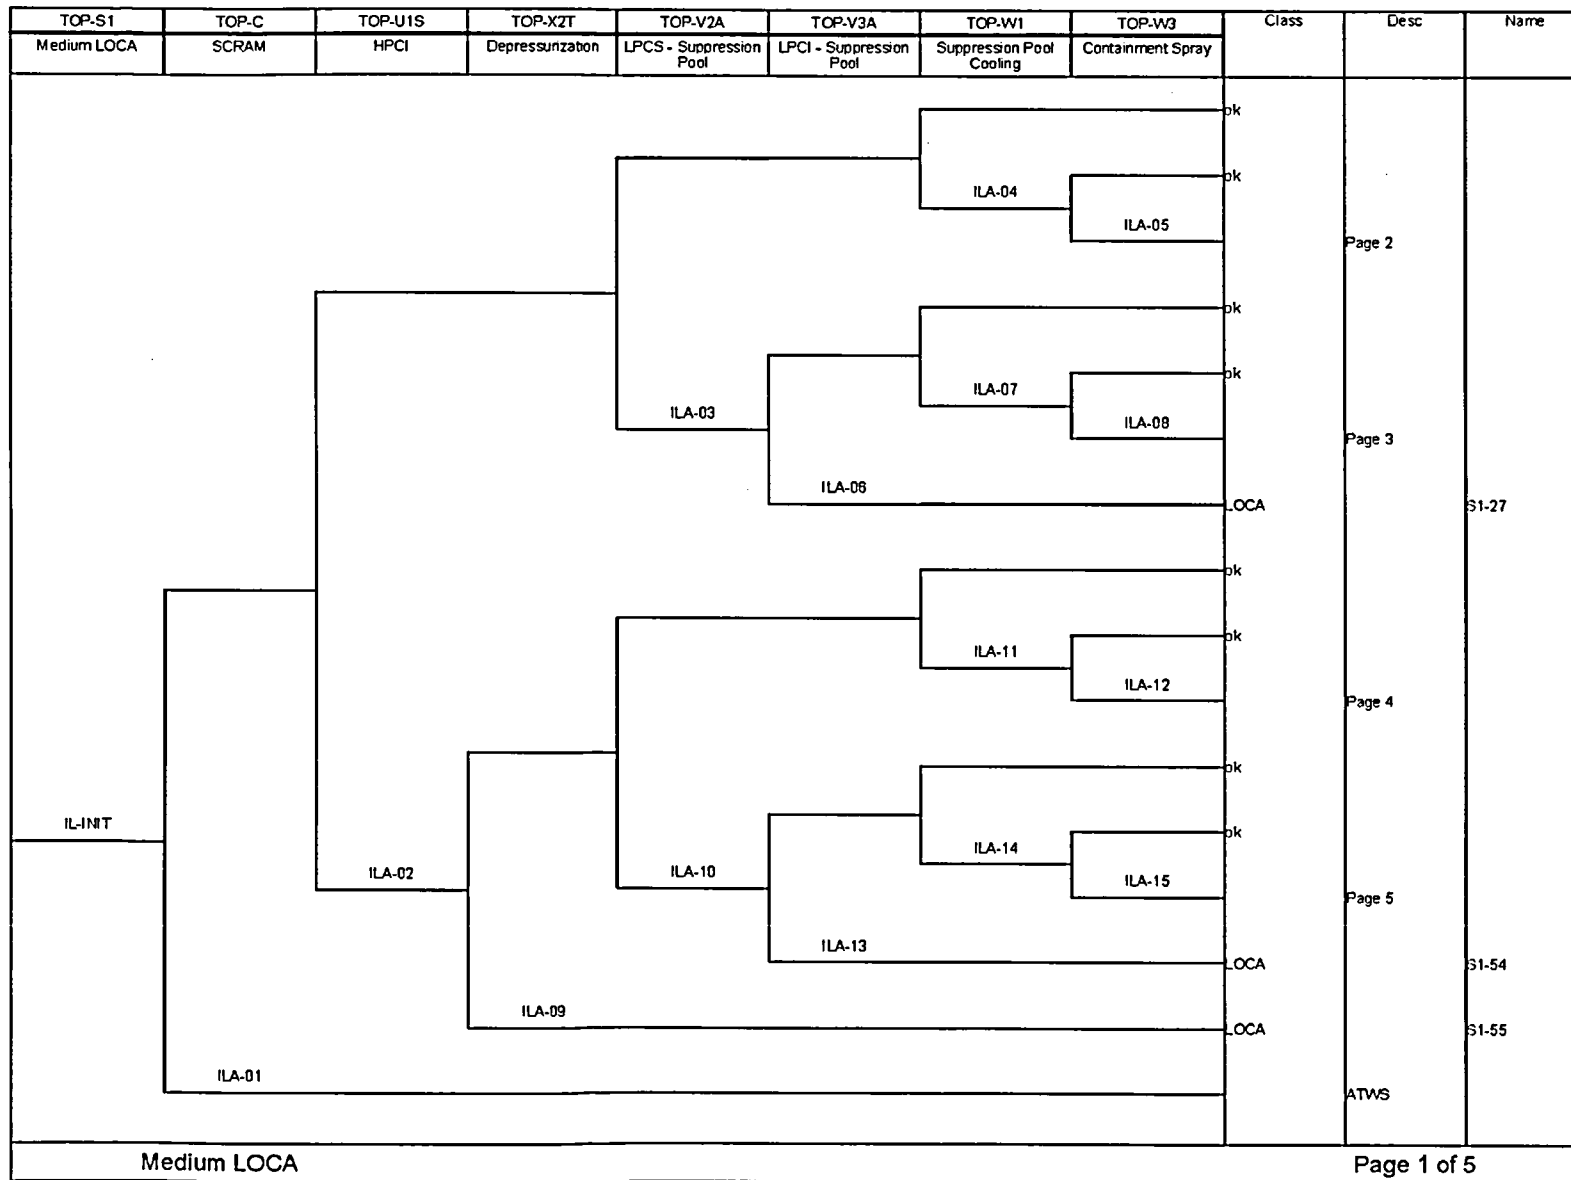 TOP-S1 TOP-C TOP-U1S TOP-X2T TOP-V2A TOP-V3A TOP-W1 TOP-W3 Class Desc Name
Medium LOCA SCRAM HPCI Depressurization LPCS - Suppression LPCI - Suppression Suppression Pool Containment Spray
Pool Pool Cooling
ok
ok
ILA-04
ILA-05
Page 2
ok
ok
ILA-07
ILA-03
ILA-08
Page 3
ILA-06
LOCA S1-27
ok
ok
ILA-11
ILA-12
Page 4
ok
IL-INIT
ok
ILA-14
ILA-02 ILA-10
ILA-15
Page 5
ILA-13
LOCA S1-54
ILA-09
LOCA S1-55
ILA-01
ATWS
Medium LOCA Page 1 of 5